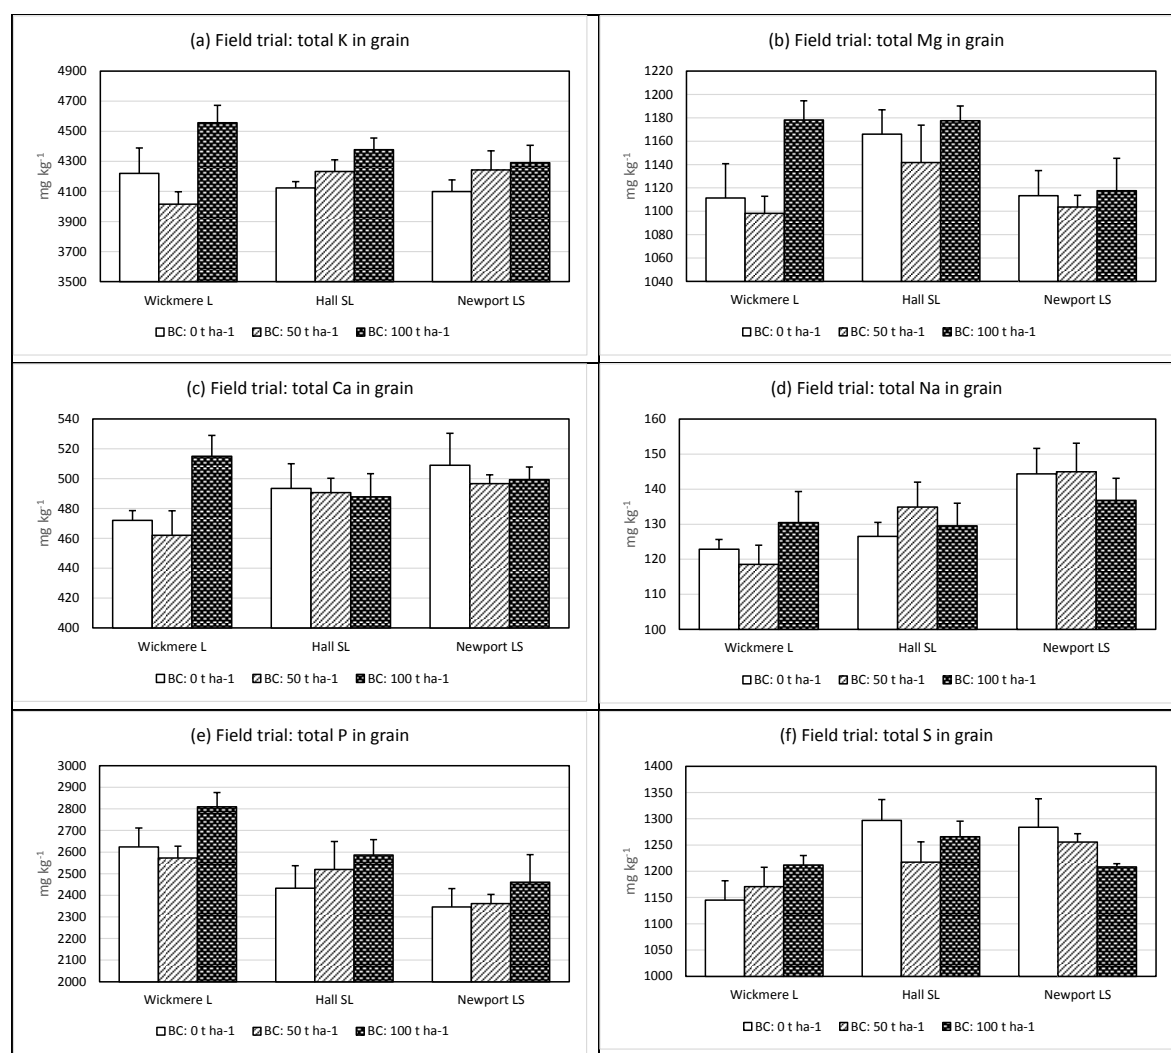 (a) Field trial: total K in grain
4900
4700
4500
4300
4100
3900
3700
3500
mg kg-1
Wickmere L Hall SL Newport LS
BC: 0 t ha-1 BC: 50 t ha-1 BC: 100 t ha-1
(b) Field trial: total Mg in grain
1220
1200
1180
1160
1140
1120
1100
1080
1060
1040
mg kg-1
Wickmere L Hall SL Newport LS
BC: 0 t ha-1 BC: 50 t ha-1 BC: 100 t ha-1
(c) Field trial: total Ca in grain
540
520
500
480
460
440
420
400
mg kg-1
Wickmere L Hall SL Newport LS
BC: 0 t ha-1 BC: 50 t ha-1 BC: 100 t ha-1
(d) Field trial: total Na in grain
160
150
140
130
120
110
100
mg kg-1
Wickmere L Hall SL Newport LS
BC: 0 t ha-1 BC: 50 t ha-1 BC: 100 t ha-1
(e) Field trial: total P in grain
3000
2900
2800
2700
2600
2500
2400
2300
2200
2100
2000
mg kg-1
Wickmere L Hall SL Newport LS
BC: 0 t ha-1 BC: 50 t ha-1 BC: 100 t ha-1
(f) Field trial: total S in grain
1400
1350
1300
1250
1200
1150
1100
1050
1000
mg kg-1
Wickmere L Hall SL Newport LS
BC: 0 t ha-1 BC: 50 t ha-1 BC: 100 t ha-1